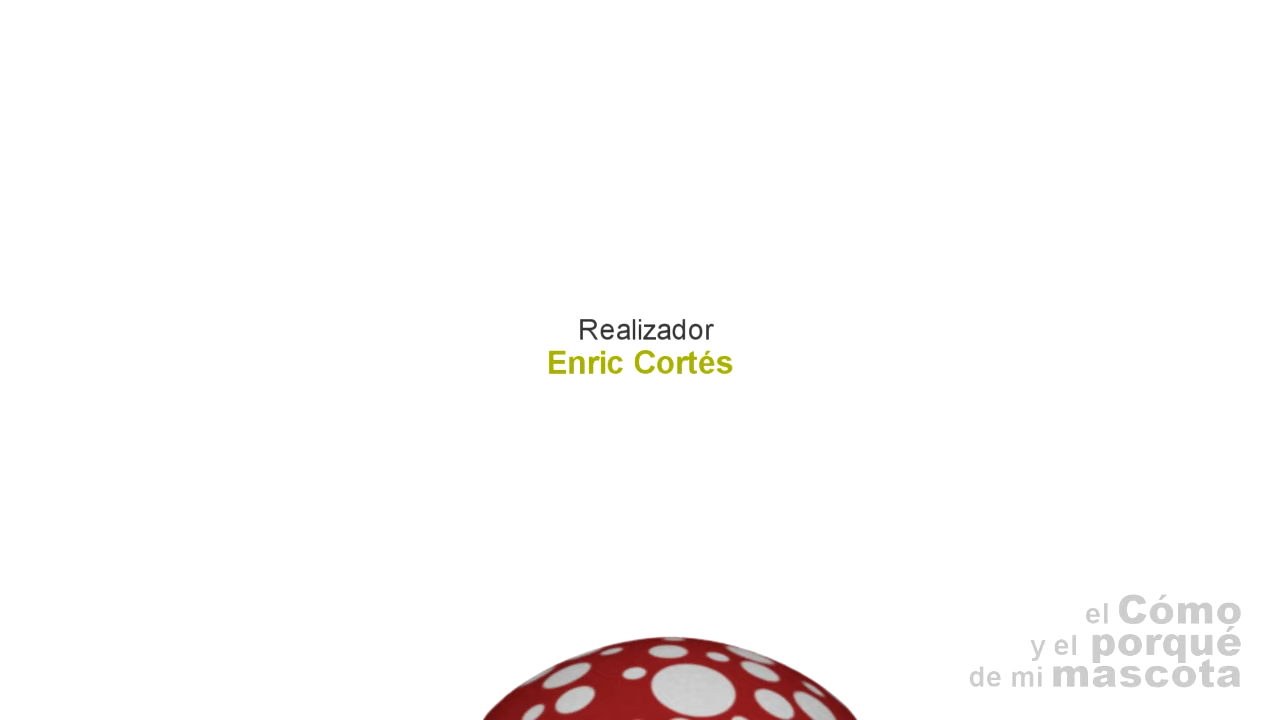 Realizador
Enric Cortés
el Cómo
y el porqué
de mi mascota